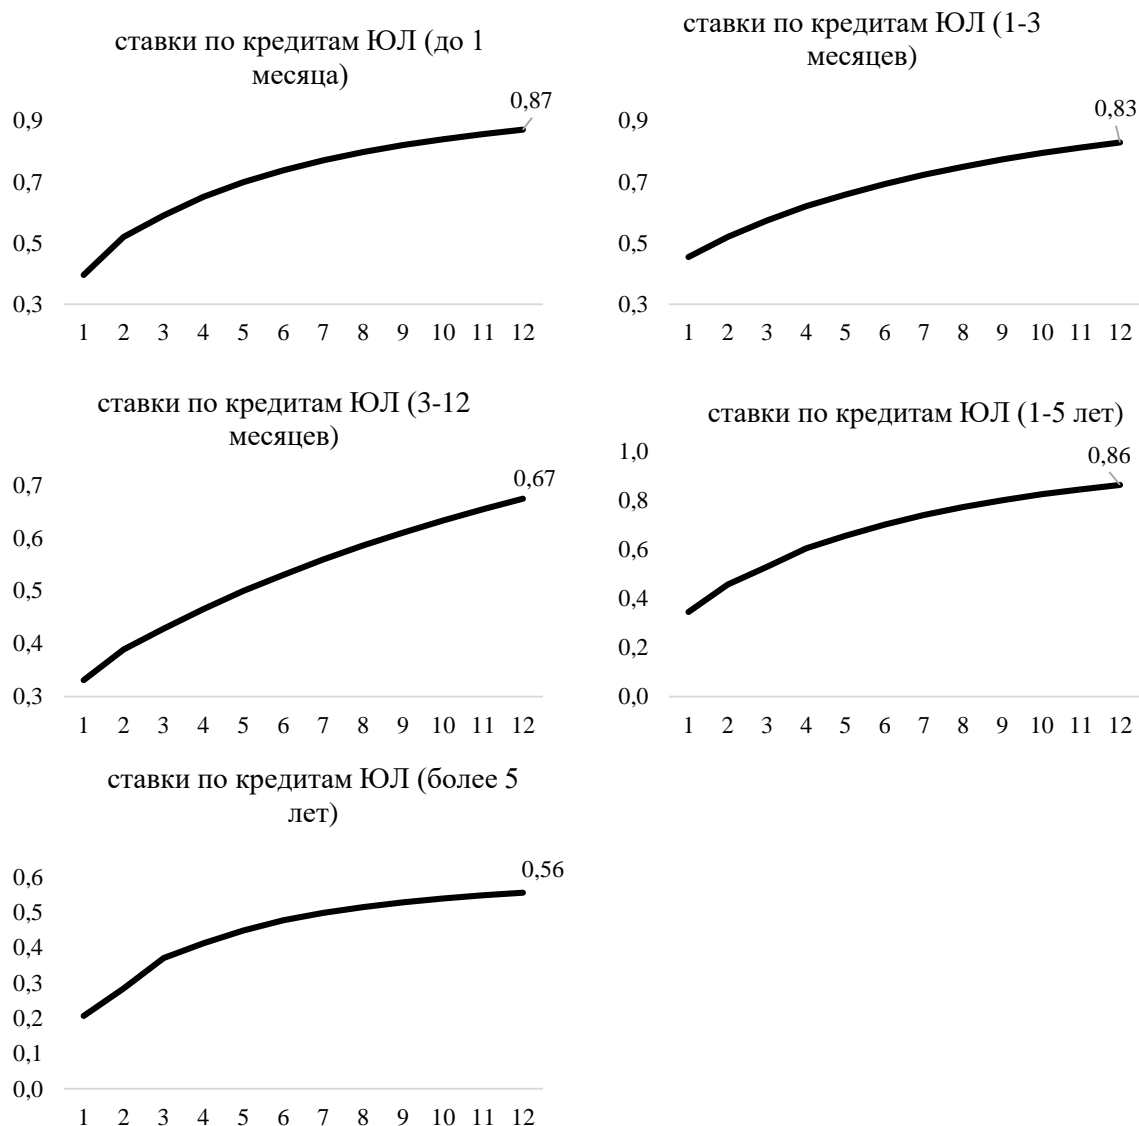 ставки по кредитам ЮЛ (до 1
месяца)
0,87
0,9
0,7
0,5
0,3
1 2 3 4 5 6 7 8 9 10 11 12
ставки по кредитам ЮЛ (1-3
месяцев)
0,83
0,9
0,7
0,5
0,3
1 2 3 4 5 6 7 8 9 10 11 12
ставки по кредитам ЮЛ (3-12
месяцев)
0,67
0,7
0,6
0,5
0,4
0,3
1 2 3 4 5 6 7 8 9 10 11 12
ставки по кредитам ЮЛ (1-5 лет)
1,0
0,86
0,8
0,6
0,4
0,2
0,0
1 2 3 4 5 6 7 8 9 10 11 12
ставки по кредитам ЮЛ (более 5
лет)
0,56
0,6
0,5
0,4
0,3
0,2
0,1
0,0
1 2 3 4 5 6 7 8 9 10 11 12